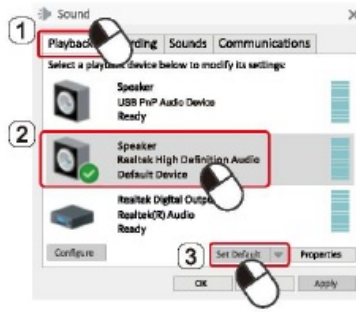 Sound
1
Recording Sounds Communications
Select a playback device below to modify its settings:
Speaker
USB PnP Audio Device
Ready
2
Speaker
Realtek High Definition Audio
Default Device
Realtek Digital Output
Realtek(R) Audio
Ready
Configure
3
Set Default
Properties
OK
Apply